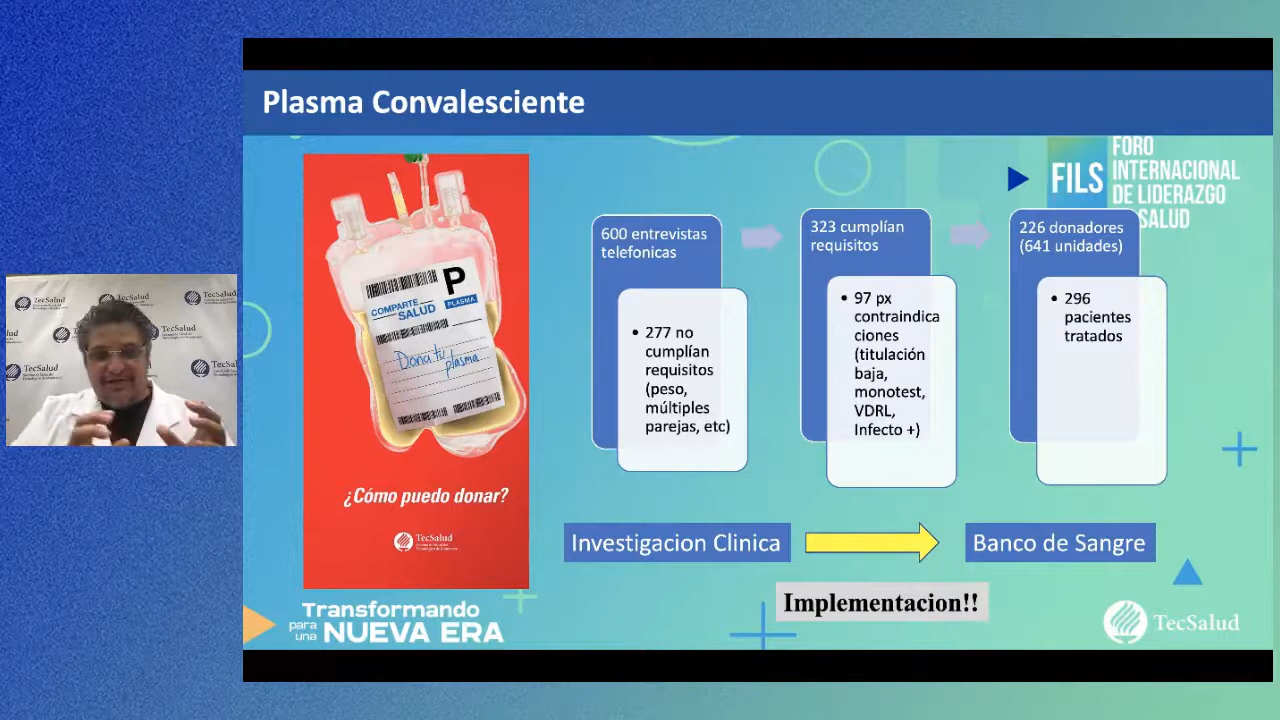 Plasma Convalesciente
FILS
FORO
INTERNACIONAL
DE LIDERAZGO
SALUD
P
COMPARTE
SALUD
PLASMA
Dona tu
plasma
¿Cómo puedo donar?
TecSalud
600 entrevistas
telefonicas
• 277 no
cumplían
requisitos
(peso,
múltiples
parejas, etc)
323 cumplían
requisitos
• 97 px
contraindica
ciones
(titulación
baja,
monotest,
VDRL,
Infecto +)
226 donadores
(641 unidades)
• 296
pacientes
tratados
Investigacion Clinica
Banco de Sangre
Implementacion!!
Transformando
para
una
NUEVA ERA
TecSalud
TecSalud
TecSalud
TecSalud
TecSalud
TecSalud